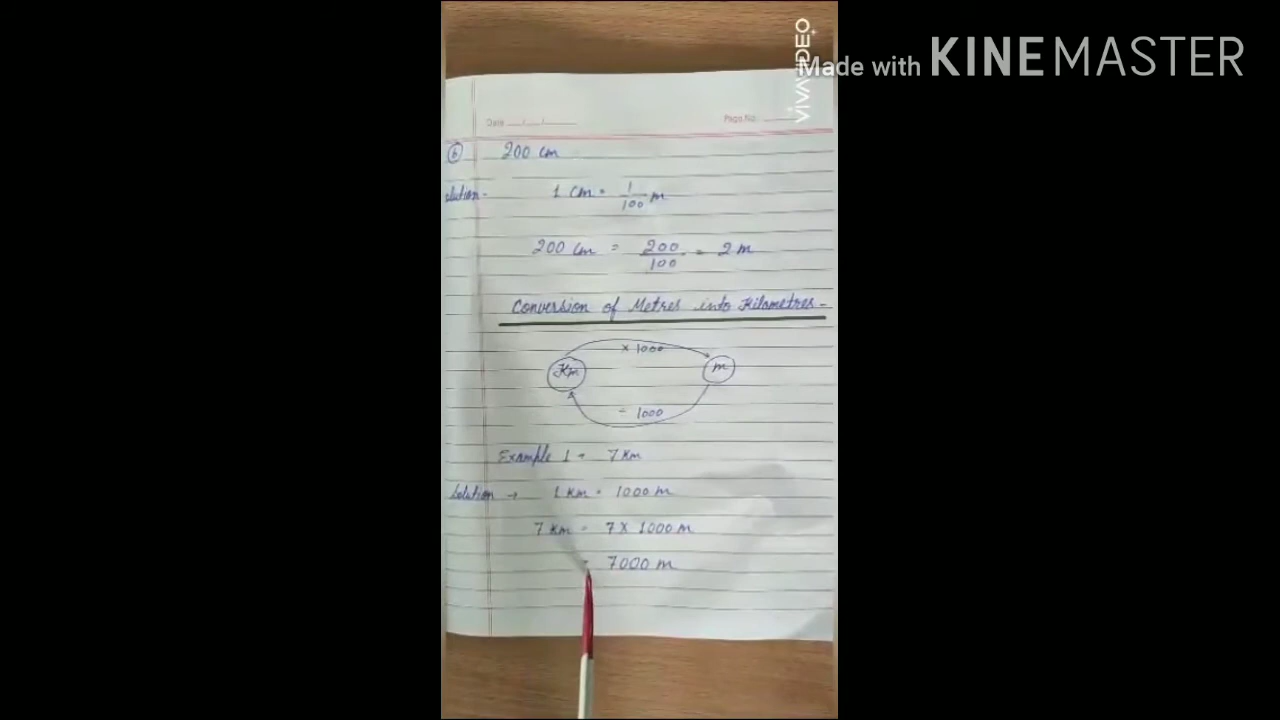 Made with KINEMASTER
VIVAVIDEO
Date / /
Page No.
6 200 cm
olution - 1 cm = 1/100 m
200 cm = 200/100 = 2 m
Conversion of Metres into Kilometres -
× 1000
Km m
÷ 1000
Example 1 - 7 Km
Solution → 1 Km = 1000 m
7 Km = 7 × 1000 m
= 7000 m